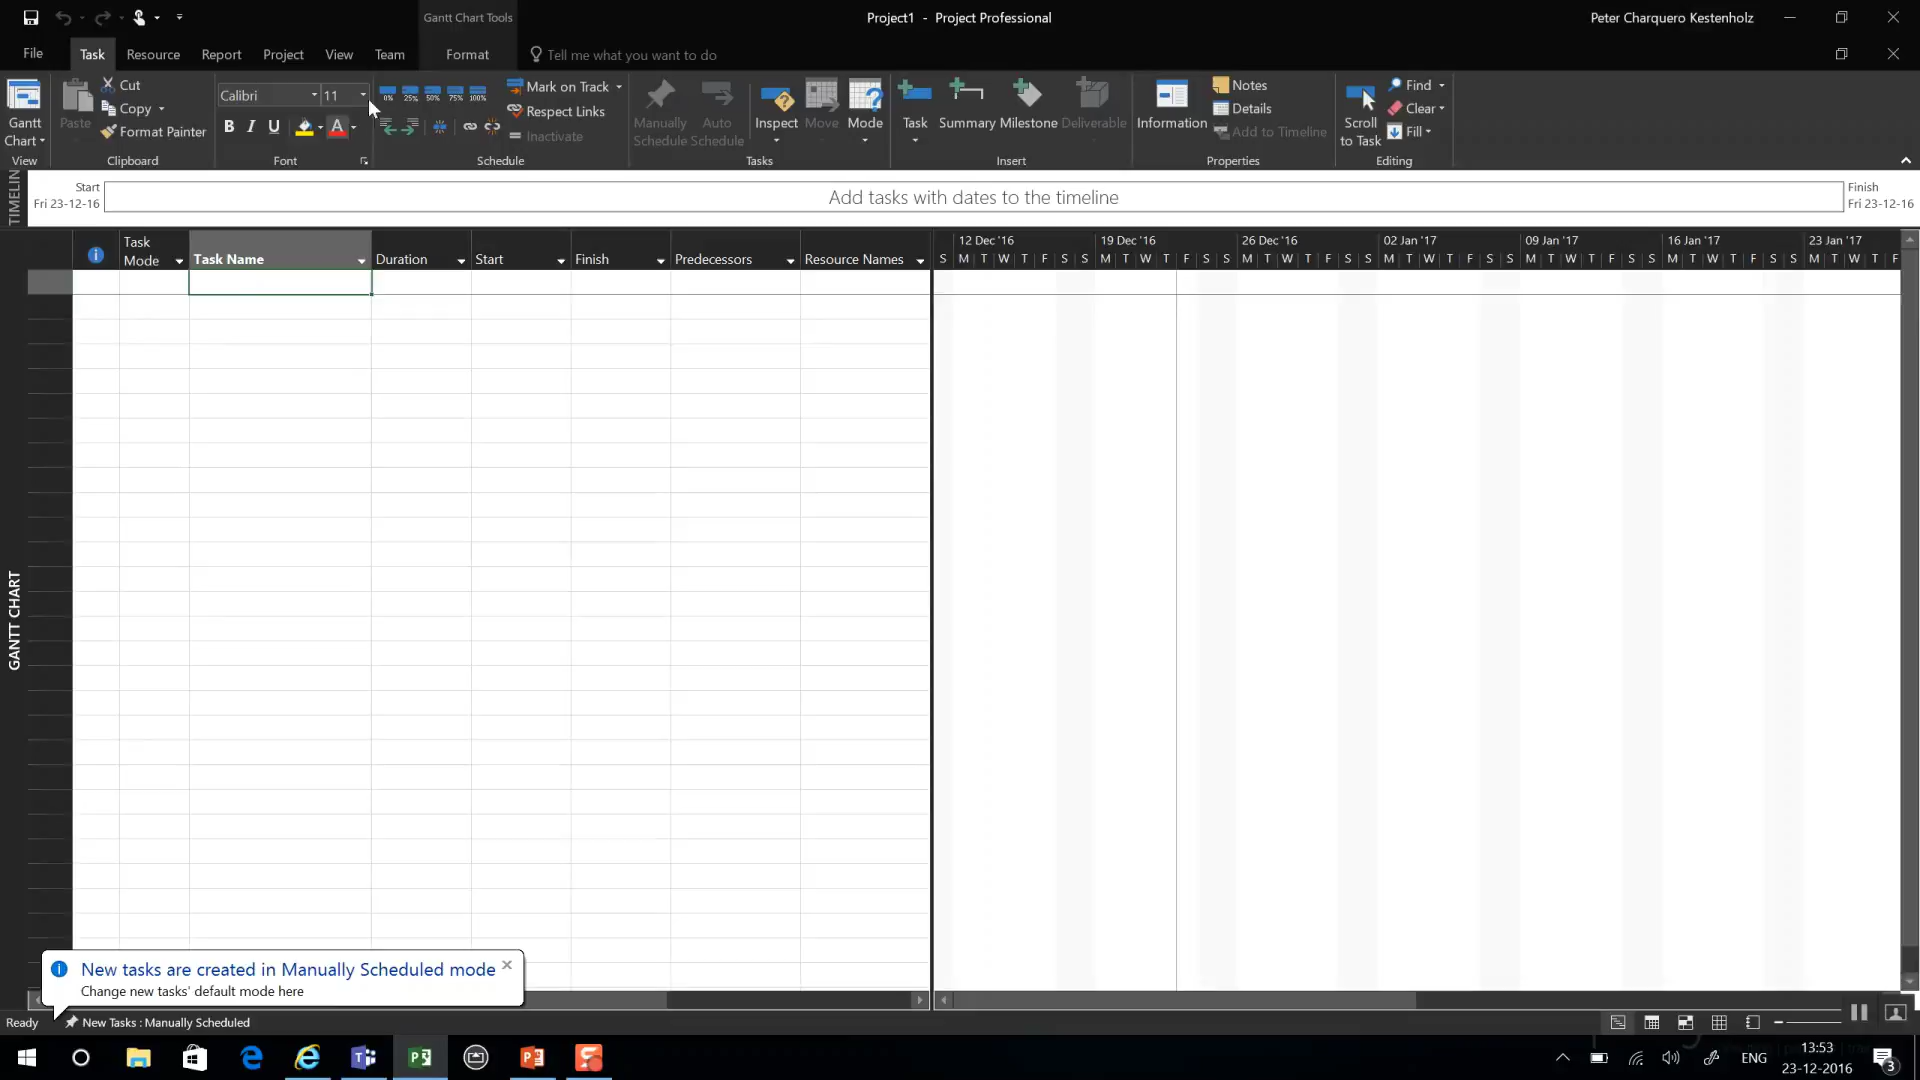 Gantt Chart Tools
Project1 - Project Professional
Peter Charquero Kestenholz
File
Task
Resource
Report
Project
View
Team
Format
Tell me what you want to do
Gantt
Chart
View
Paste
Cut
Copy
Format Painter
Clipboard
Calibri
11
B I U
A
Font
0% 25% 50% 75% 100%
Mark on Track
Respect Links
Inactivate
Schedule
Manually
Schedule
Auto
Schedule
Inspect
Move
Mode
Tasks
Task
Summary
Milestone
Deliverable
Insert
Information
Notes
Details
Add to Timeline
Properties
Scroll
to Task
Find
Clear
Fill
Editing
TIMELIN
Start
Fri 23-12-16
Add tasks with dates to the timeline
Finish
Fri 23-12-16
Task
Mode
Task Name
Duration
Start
Finish
Predecessors
Resource Names
12 Dec '16
19 Dec '16
26 Dec '16
02 Jan '17
09 Jan '17
16 Jan '17
23 Jan '17
S M T W T F S S M T W T F S S M T W T F S S M T W T F S S M T W T F S S M T W T F S S M T W T F
GANTT CHART
New tasks are created in Manually Scheduled mode
Change new tasks' default mode here
Ready
New Tasks : Manually Scheduled
ENG
13:53
23-12-2016
3